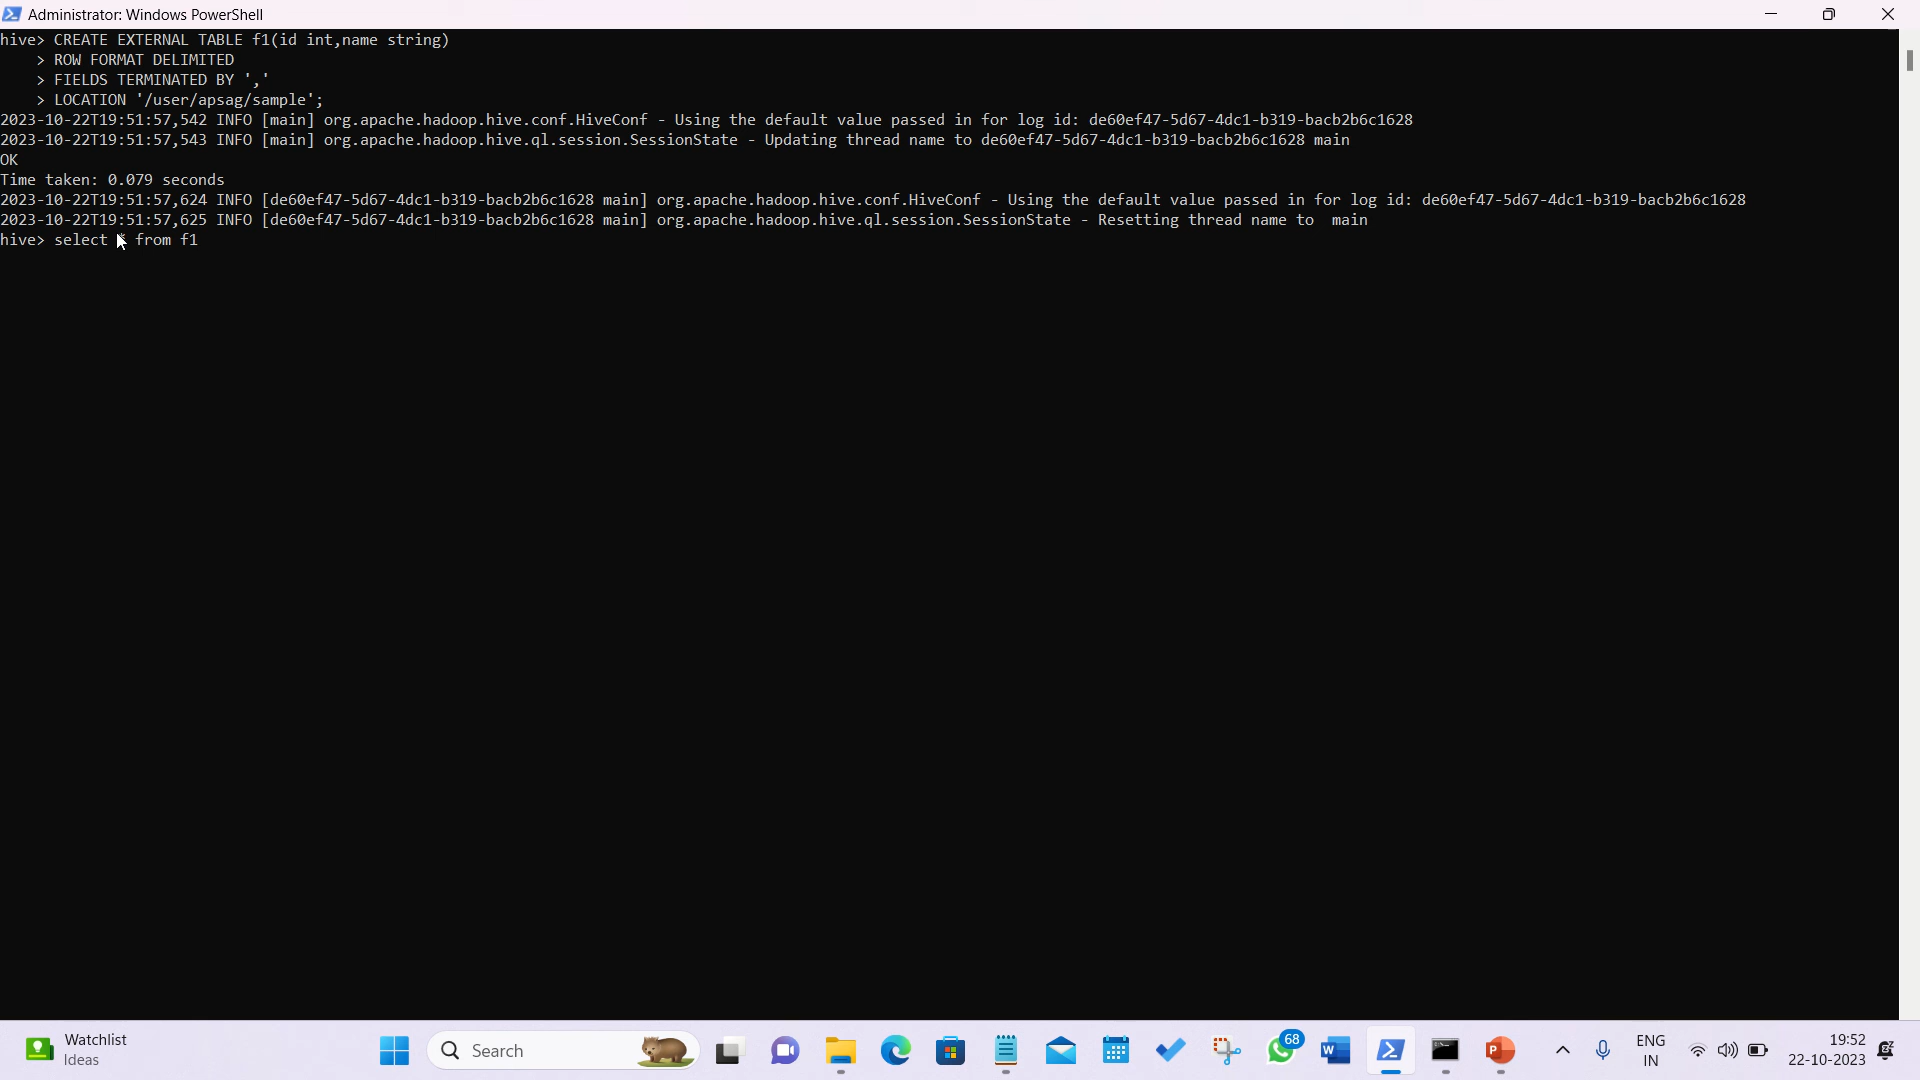 Administrator: Windows PowerShell
hive> CREATE EXTERNAL TABLE f1(id int,name string)
    > ROW FORMAT DELIMITED
    > FIELDS TERMINATED BY ','
    > LOCATION '/user/apsag/sample';
2023-10-22T19:51:57,542 INFO [main] org.apache.hadoop.hive.conf.HiveConf - Using the default value passed in for log id: de60ef47-5d67-4dc1-b319-bacb2b6c1628
2023-10-22T19:51:57,543 INFO [main] org.apache.hadoop.hive.ql.session.SessionState - Updating thread name to de60ef47-5d67-4dc1-b319-bacb2b6c1628 main
OK
Time taken: 0.079 seconds
2023-10-22T19:51:57,624 INFO [de60ef47-5d67-4dc1-b319-bacb2b6c1628 main] org.apache.hadoop.hive.conf.HiveConf - Using the default value passed in for log id: de60ef47-5d67-4dc1-b319-bacb2b6c1628
2023-10-22T19:51:57,625 INFO [de60ef47-5d67-4dc1-b319-bacb2b6c1628 main] org.apache.hadoop.hive.ql.session.SessionState - Resetting thread name to  main
hive> select * from f1
Watchlist
Ideas
Search
68
ENG
IN
19:52
22-10-2023